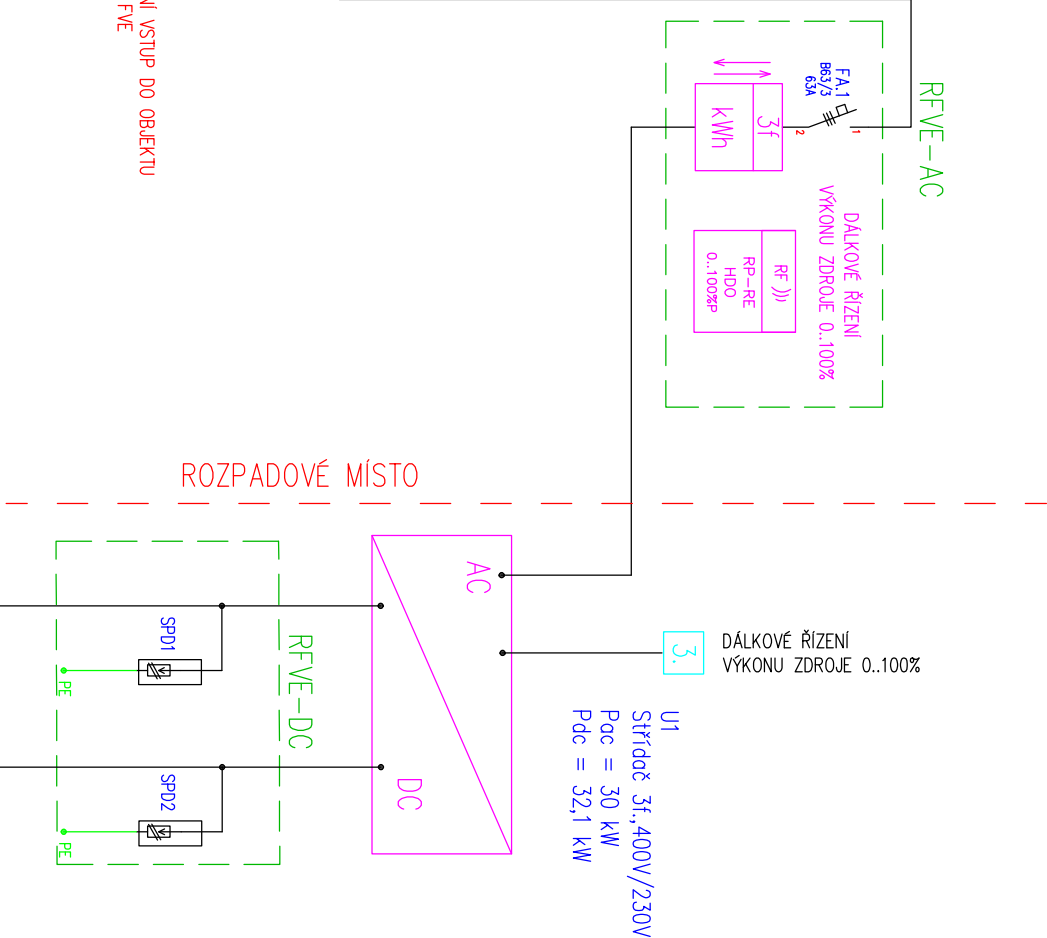 NÍ VSTUP DO OBJEKTU
FVE
RFVE-AC
FA.1
B63/3
63A
1
2
3f
kWh
DÁLKOVÉ ŘÍZENÍ
VÝKONU ZDROJE 0..100%
RF )))
RP-RE
HDO
0..100%P
ROZPADOVÉ MÍSTO
AC
DC
3.
DÁLKOVÉ ŘÍZENÍ
VÝKONU ZDROJE 0..100%
U1
Střídač 3f.,400V/230V
Pac = 30 kW
Pdc = 32,1 kW
RFVE-DC
SPD1
PE
SPD2
PE